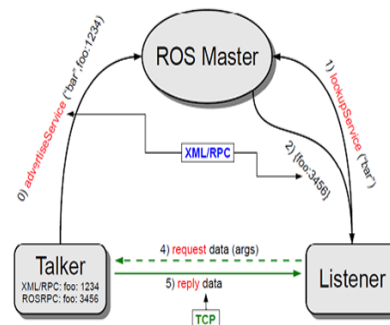 ROS Master
0) advertiseService ("bar",foo:1234)
1) lookupService ("bar")
2) {foo:3456}
XML/RPC
4) request data (args)
5) reply data
Talker
XML/RPC: foo: 1234
ROSRPC: foo: 3456
Listener
TCP